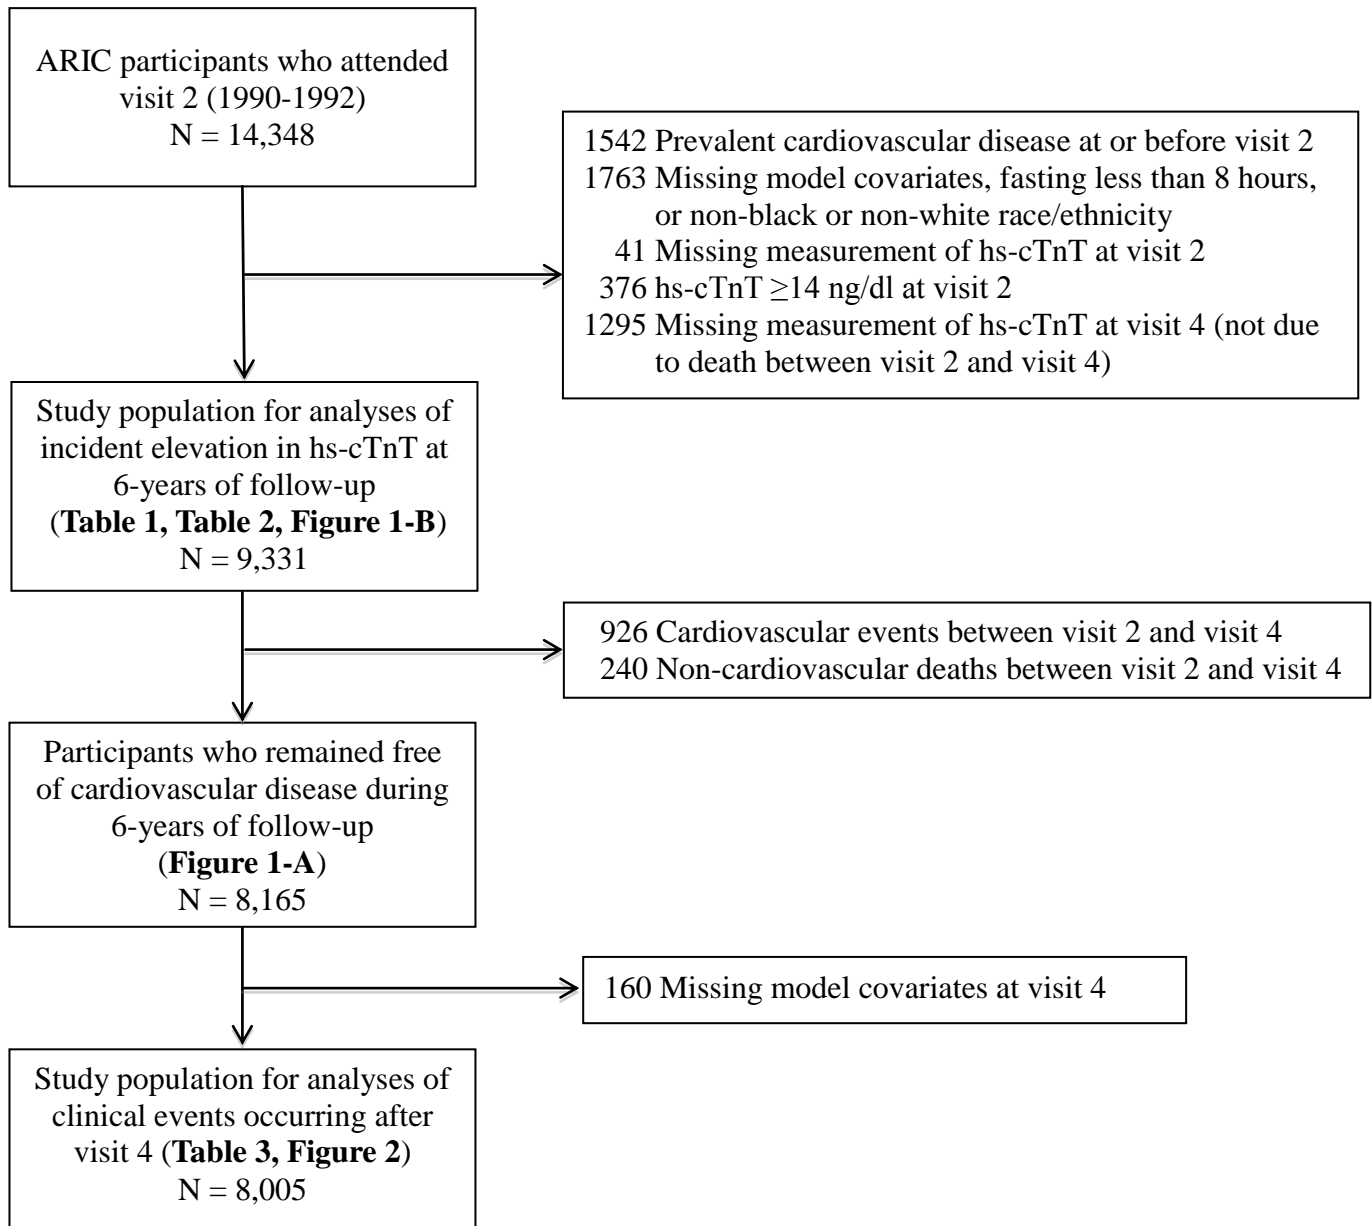 ARIC participants who attended
visit 2 (1990-1992)
N = 14,348
1542 Prevalent cardiovascular disease at or before visit 2
1763 Missing model covariates, fasting less than 8 hours,
or non-black or non-white race/ethnicity
41 Missing measurement of hs-cTnT at visit 2
376 hs-cTnT ≥14 ng/dl at visit 2
1295 Missing measurement of hs-cTnT at visit 4 (not due
to death between visit 2 and visit 4)
Study population for analyses of
incident elevation in hs-cTnT at
6-years of follow-up
(Table 1, Table 2, Figure 1-B)
N = 9,331
926 Cardiovascular events between visit 2 and visit 4
240 Non-cardiovascular deaths between visit 2 and visit 4
Participants who remained free
of cardiovascular disease during
6-years of follow-up
(Figure 1-A)
N = 8,165
160 Missing model covariates at visit 4
Study population for analyses of
clinical events occurring after
visit 4 (Table 3, Figure 2)
N = 8,005